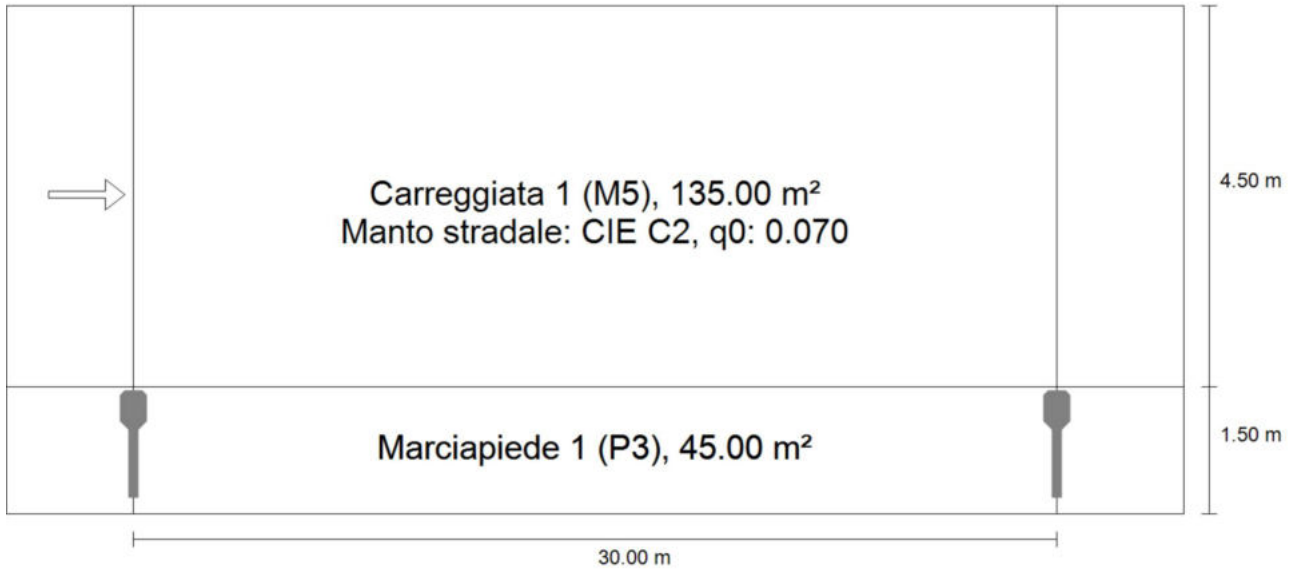 Carreggiata 1 (M5), 135.00 m²
Manto stradale: CIE C2, q0: 0.070
4.50 m
Marciapiede 1 (P3), 45.00 m²
1.50 m
30.00 m